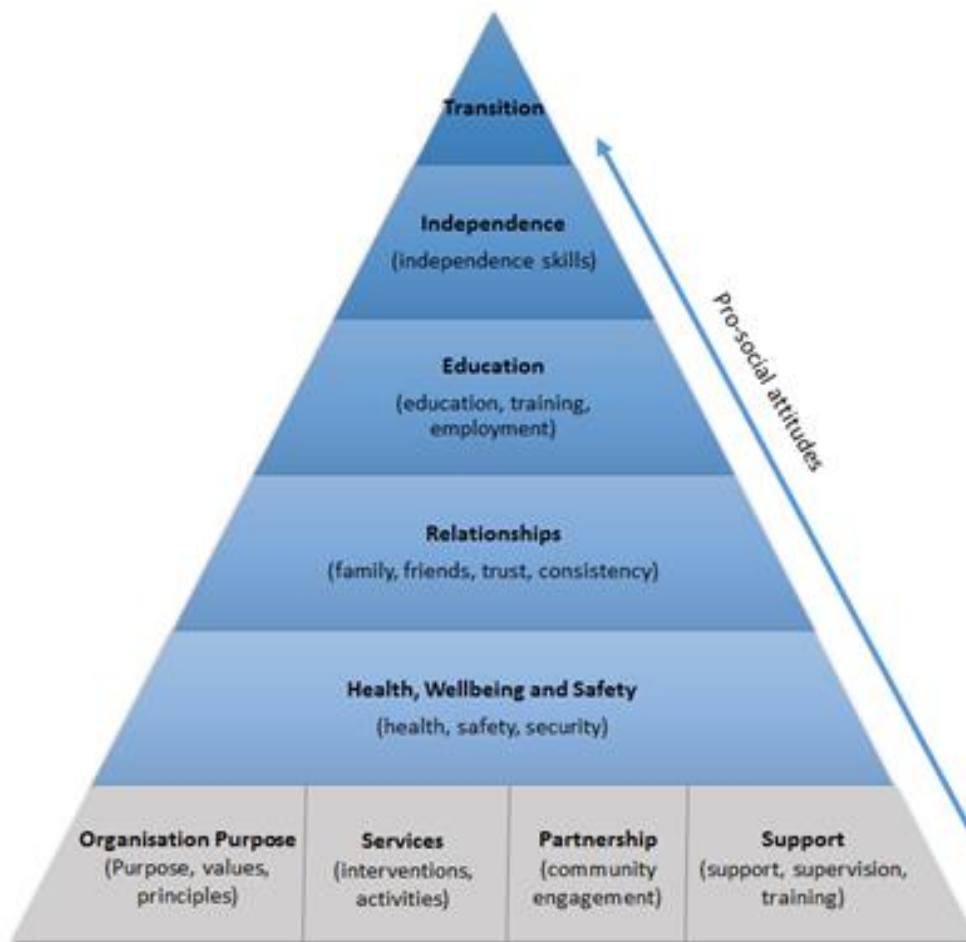 Transition
Independence
(independence skills)
Education
(education, training,
employment)
Relationships
(family, friends, trust, consistency)
Health, Wellbeing and Safety
(health, safety, security)
Pro-social attitudes
Organisation Purpose
(Purpose, values,
principles)
Services
(interventions,
activities)
Partnership
(community
engagement)
Support
(support, supervision,
training)